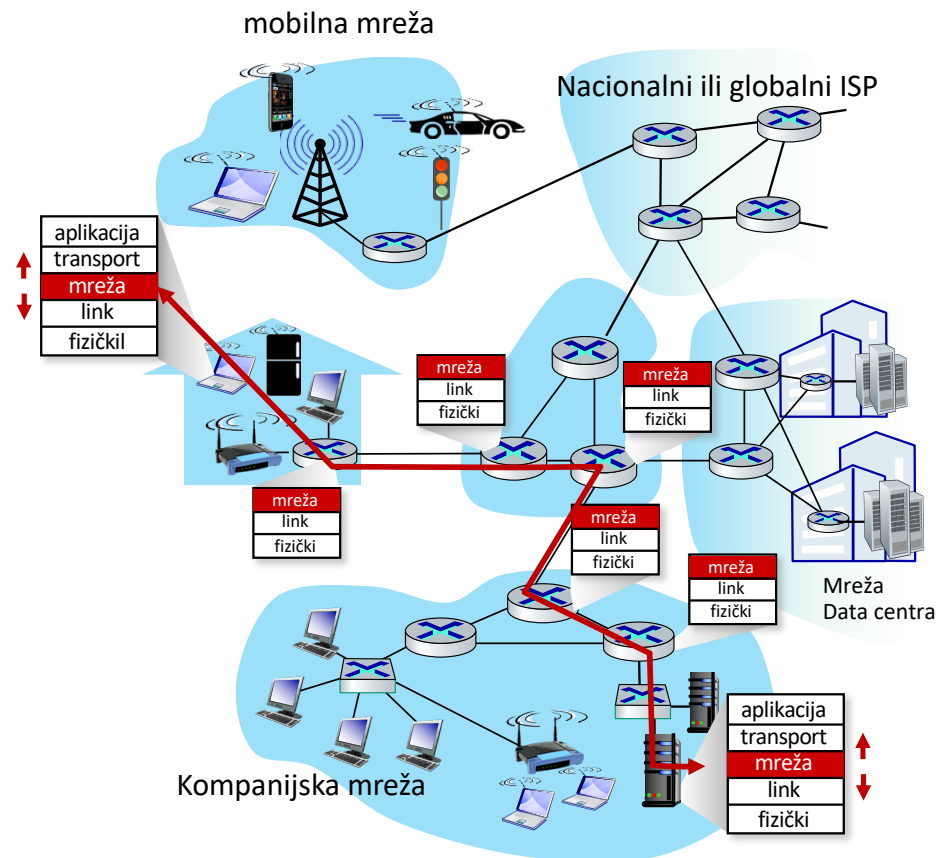 mobilna mreža
Nacionalni ili globalni ISP
aplikacija
transport
mreža
link
fizičkil
mreža
link
fizički
mreža
link
fizički
mreža
link
fizički
mreža
link
fizički
mreža
link
fizički
Mreža
Data centra
Kompanijska mreža
aplikacija
transport
mreža
link
fizički